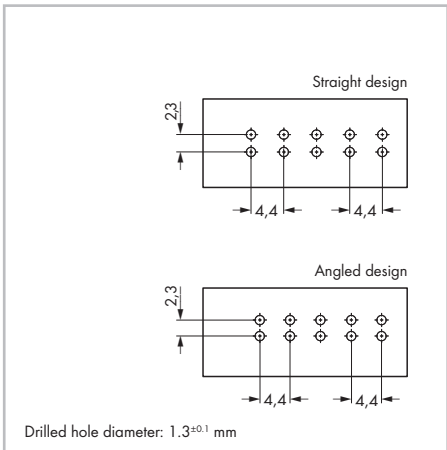 Straight design
2,3
4,4 4,4
Angled design
2,3
4,4 4,4
Drilled hole diameter: 1.3±0.1 mm